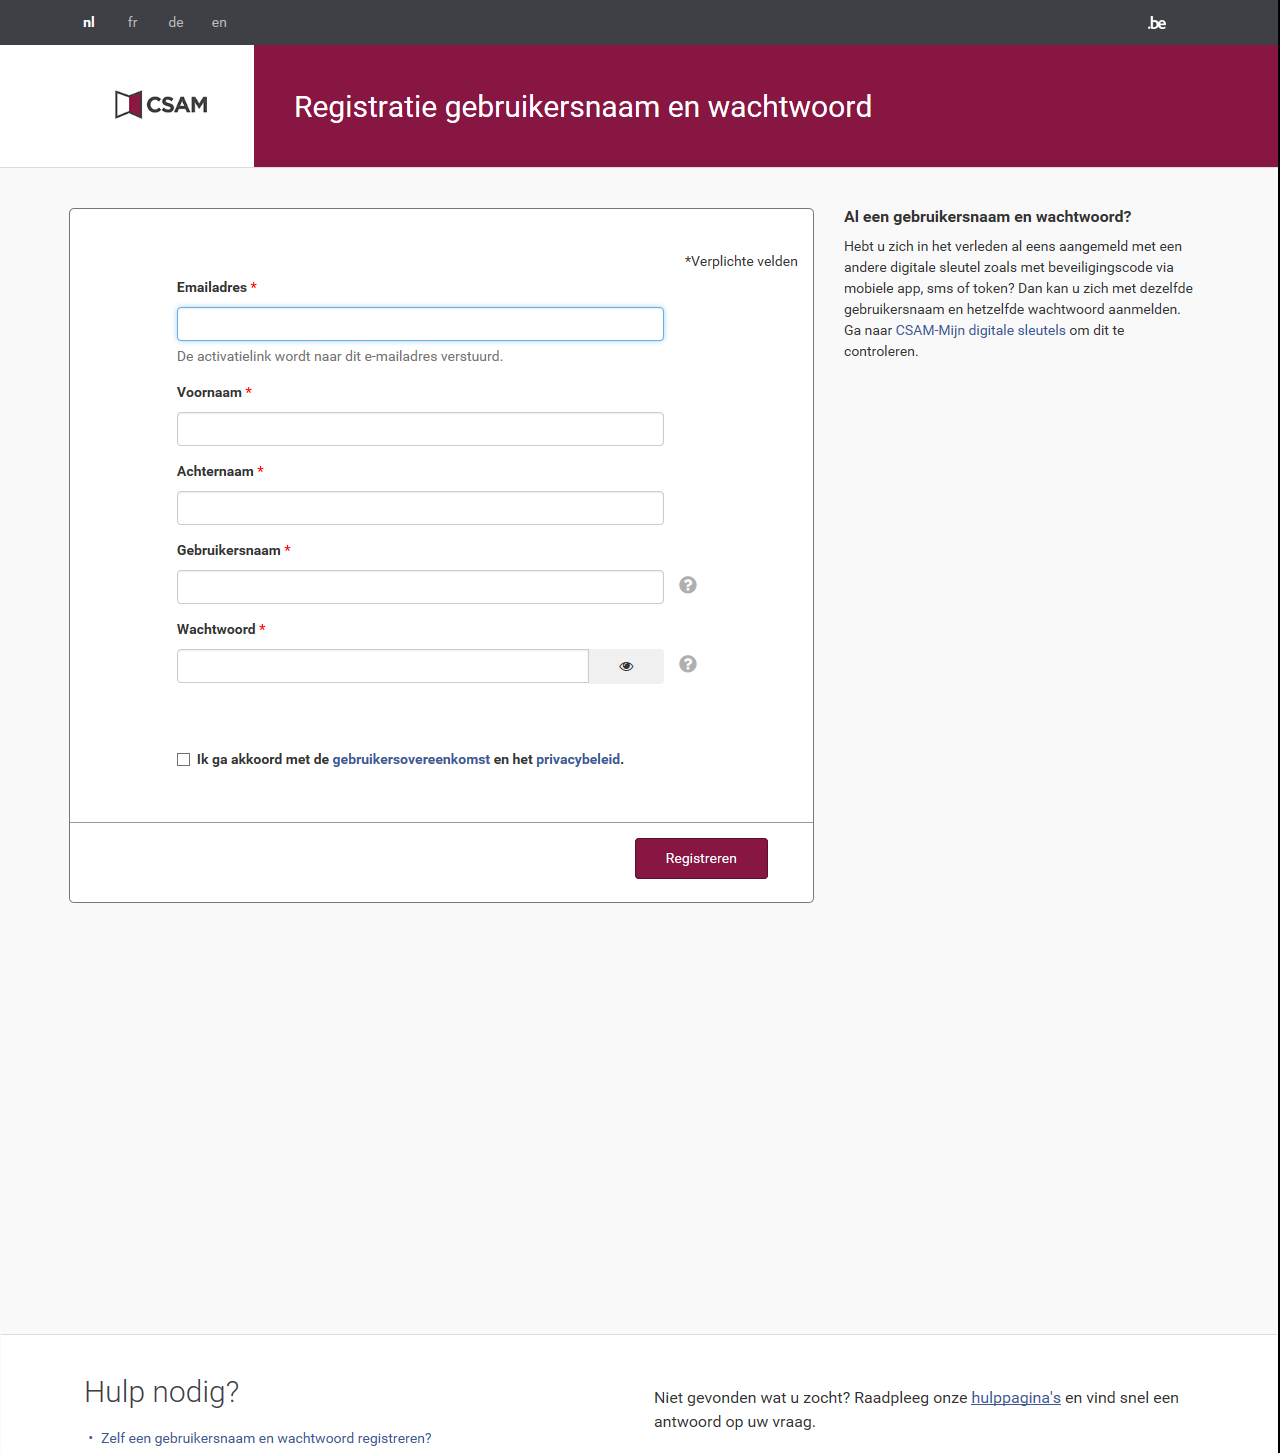 nl fr de en .be
CSAM
Registratie gebruikersnaam en wachtwoord
*Verplichte velden
Emailadres *
De activatielink wordt naar dit e-mailadres verstuurd.
Voornaam *
Achternaam *
Gebruikersnaam *
?
Wachtwoord *
?
Ik ga akkoord met de gebruikersovereenkomst en het privacybeleid.
Registreren
Al een gebruikersnaam en wachtwoord?
Hebt u zich in het verleden al eens aangemeld met een
andere digitale sleutel zoals met beveiligingscode via
mobiele app, sms of token? Dan kan u zich met dezelfde
gebruikersnaam en hetzelfde wachtwoord aanmelden.
Ga naar CSAM-Mijn digitale sleutels om dit te
controleren.
Hulp nodig?
· Zelf een gebruikersnaam en wachtwoord registreren?
Niet gevonden wat u zocht? Raadpleeg onze hulppagina's en vind snel een
antwoord op uw vraag.